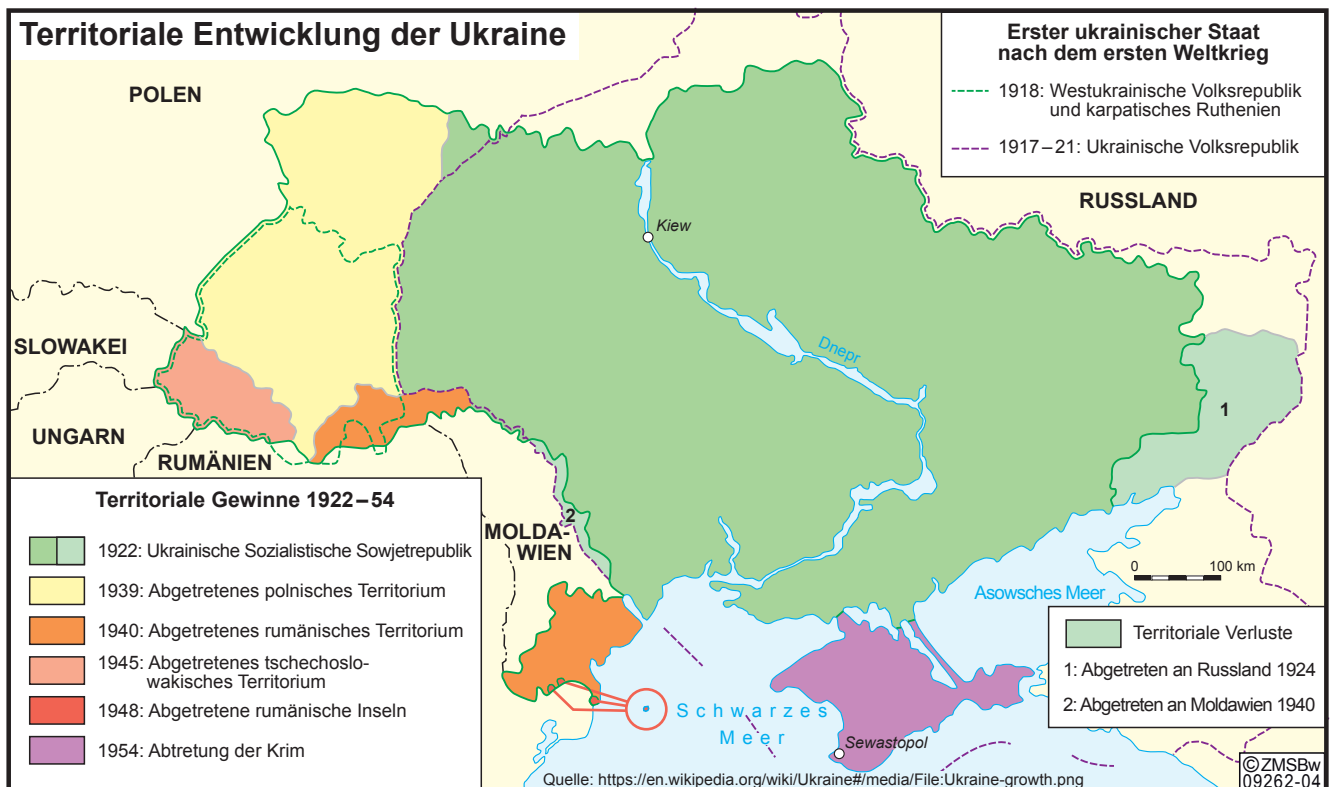 Territoriale Entwicklung der Ukraine
Erster ukrainischer Staat
nach dem ersten Weltkrieg
1918: Westukrainische Volksrepublik
und karpatisches Ruthenien
1917–21: Ukrainische Volksrepublik
POLEN
RUSSLAND
Kiew
Dnepr
SLOWAKEI
1
UNGARN
RUMÄNIEN
Territoriale Gewinne 1922–54
1922: Ukrainische Sozialistische Sowjetrepublik
1939: Abgetretenes polnisches Territorium
1940: Abgetretenes rumänisches Territorium
1945: Abgetretenes tschechoslo-
wakisches Territorium
1948: Abgetretene rumänische Inseln
1954: Abtretung der Krim
2
MOLDA-
WIEN
0 100 km
Asowsches Meer
Territoriale Verluste
1: Abgetreten an Russland 1924
2: Abgetreten an Moldawien 1940
Schwarzes
Meer
Sewastopol
Quelle: https://en.wikipedia.org/wiki/Ukraine#/media/File:Ukraine-growth.png
©ZMSBw
09262-04